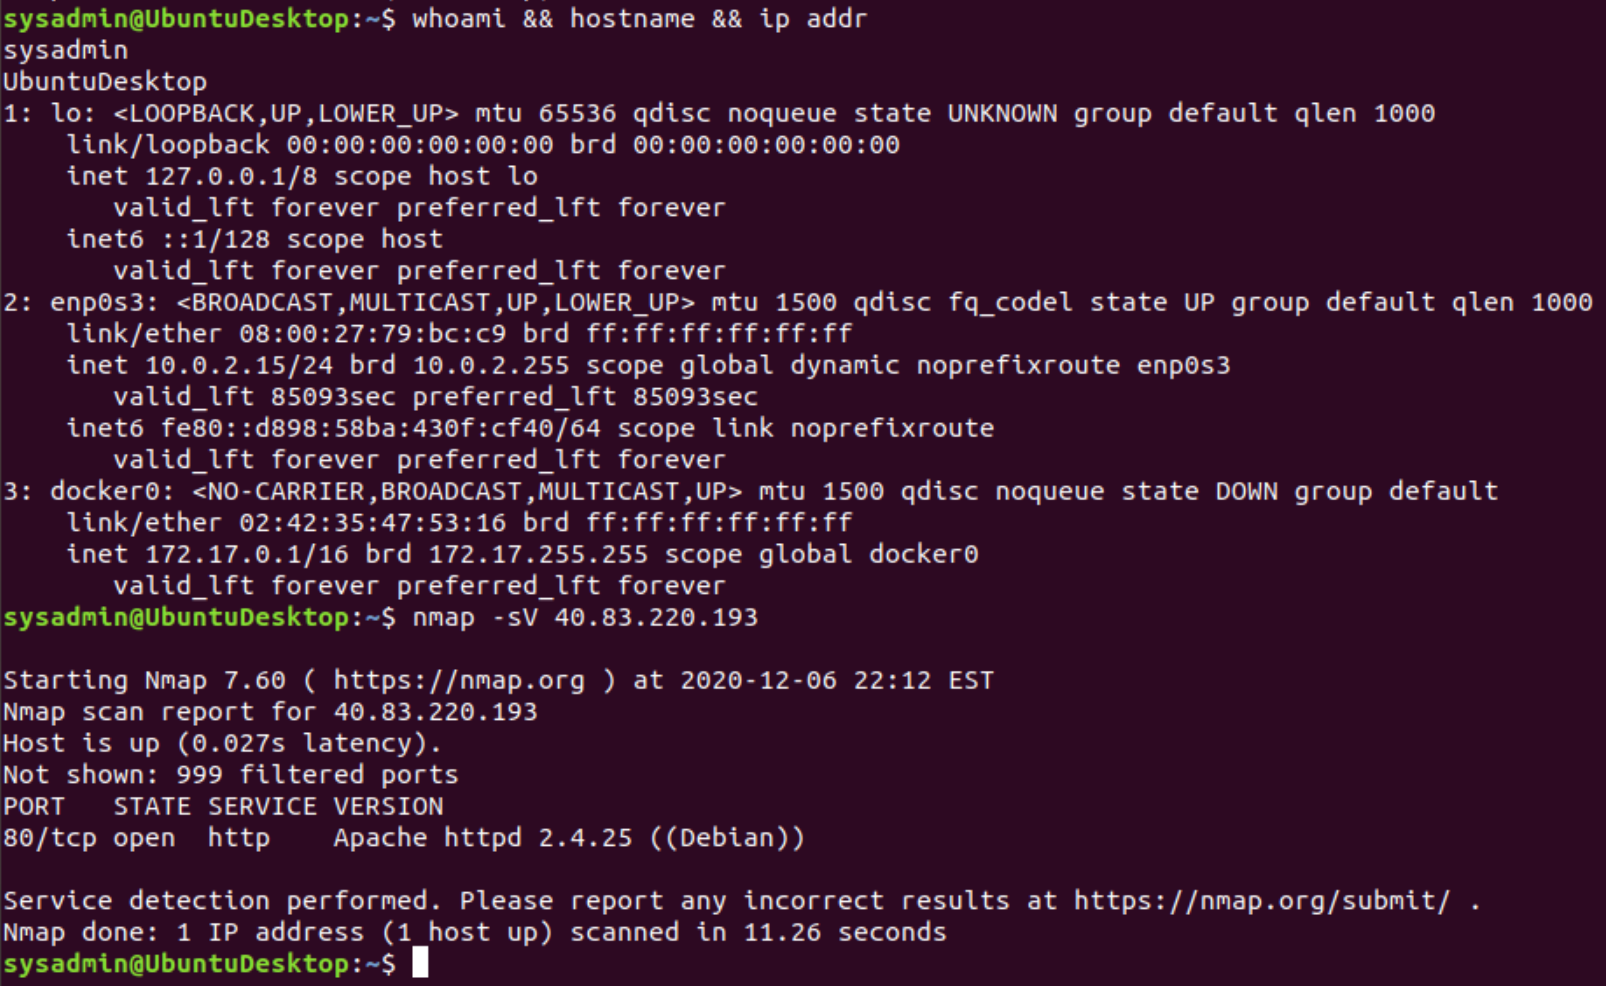 sysadmin@UbuntuDesktop:~$ whoami && hostname && ip addr
sysadmin
UbuntuDesktop
1: lo: <LOOPBACK,UP,LOWER_UP> mtu 65536 qdisc noqueue state UNKNOWN group default qlen 1000
    link/loopback 00:00:00:00:00:00 brd 00:00:00:00:00:00
    inet 127.0.0.1/8 scope host lo
       valid_lft forever preferred_lft forever
    inet6 ::1/128 scope host
       valid_lft forever preferred_lft forever
2: enp0s3: <BROADCAST,MULTICAST,UP,LOWER_UP> mtu 1500 qdisc fq_codel state UP group default qlen 1000
    link/ether 08:00:27:79:bc:c9 brd ff:ff:ff:ff:ff:ff
    inet 10.0.2.15/24 brd 10.0.2.255 scope global dynamic noprefixroute enp0s3
       valid_lft 85093sec preferred_lft 85093sec
    inet6 fe80::d898:58ba:430f:cf40/64 scope link noprefixroute
       valid_lft forever preferred_lft forever
3: docker0: <NO-CARRIER,BROADCAST,MULTICAST,UP> mtu 1500 qdisc noqueue state DOWN group default
    link/ether 02:42:35:47:53:16 brd ff:ff:ff:ff:ff:ff
    inet 172.17.0.1/16 brd 172.17.255.255 scope global docker0
       valid_lft forever preferred_lft forever
sysadmin@UbuntuDesktop:~$ nmap -sV 40.83.220.193

Starting Nmap 7.60 ( https://nmap.org ) at 2020-12-06 22:12 EST
Nmap scan report for 40.83.220.193
Host is up (0.027s latency).
Not shown: 999 filtered ports
PORT   STATE SERVICE VERSION
80/tcp open  http    Apache httpd 2.4.25 ((Debian))

Service detection performed. Please report any incorrect results at https://nmap.org/submit/ .
Nmap done: 1 IP address (1 host up) scanned in 11.26 seconds
sysadmin@UbuntuDesktop:~$